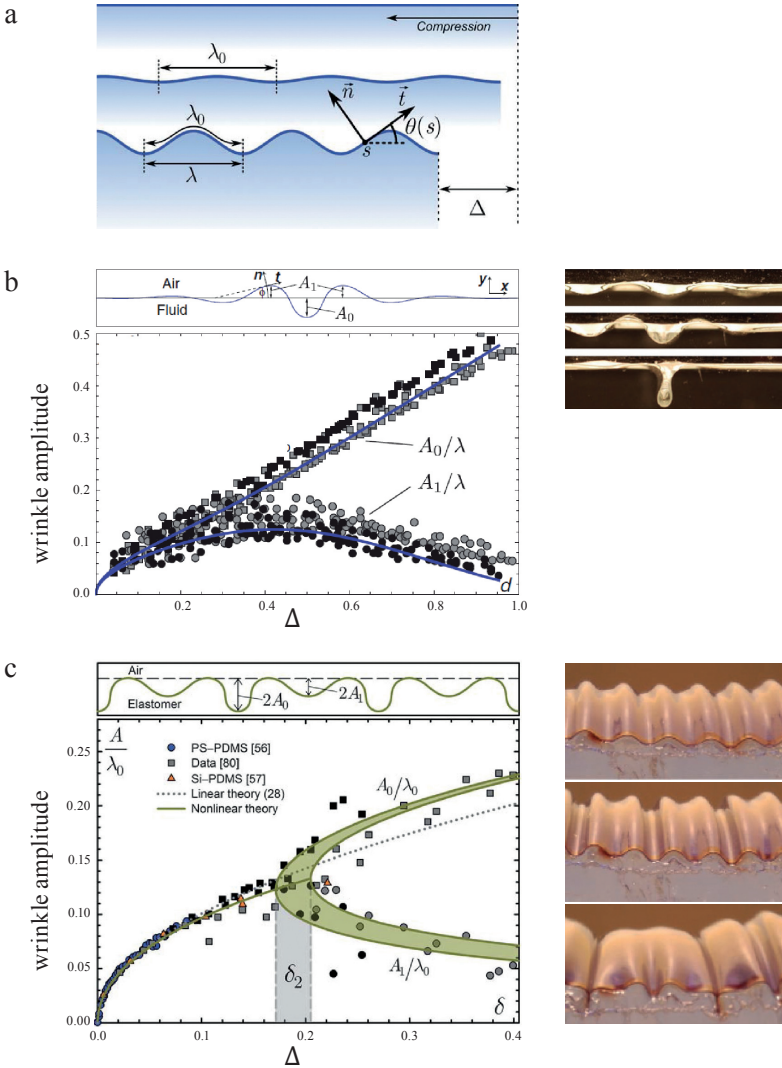 a
Compression
λ₀
n⃗
t⃗
θ(s)
s
λ₀
λ
Δ
b
Air
Fluid
n
t
ϕ
A₁
A₀
y
x
wrinkle amplitude
0.5
0.4
0.3
0.2
0.1
0.0
A₀/λ
A₁/λ
d
0.2
0.4
0.6
0.8
1.0
Δ
c
Air
Elastomer
2A₀
2A₁
wrinkle amplitude
A/λ₀
0.25
0.20
0.15
0.10
0.05
0.00
PS–PDMS [56]
Data [80]
Si–PDMS [57]
Linear theory (28)
Nonlinear theory
A₀/λ₀
A₁/λ₀
δ₂
δ
0.0
0.1
0.2
0.3
0.4
Δ